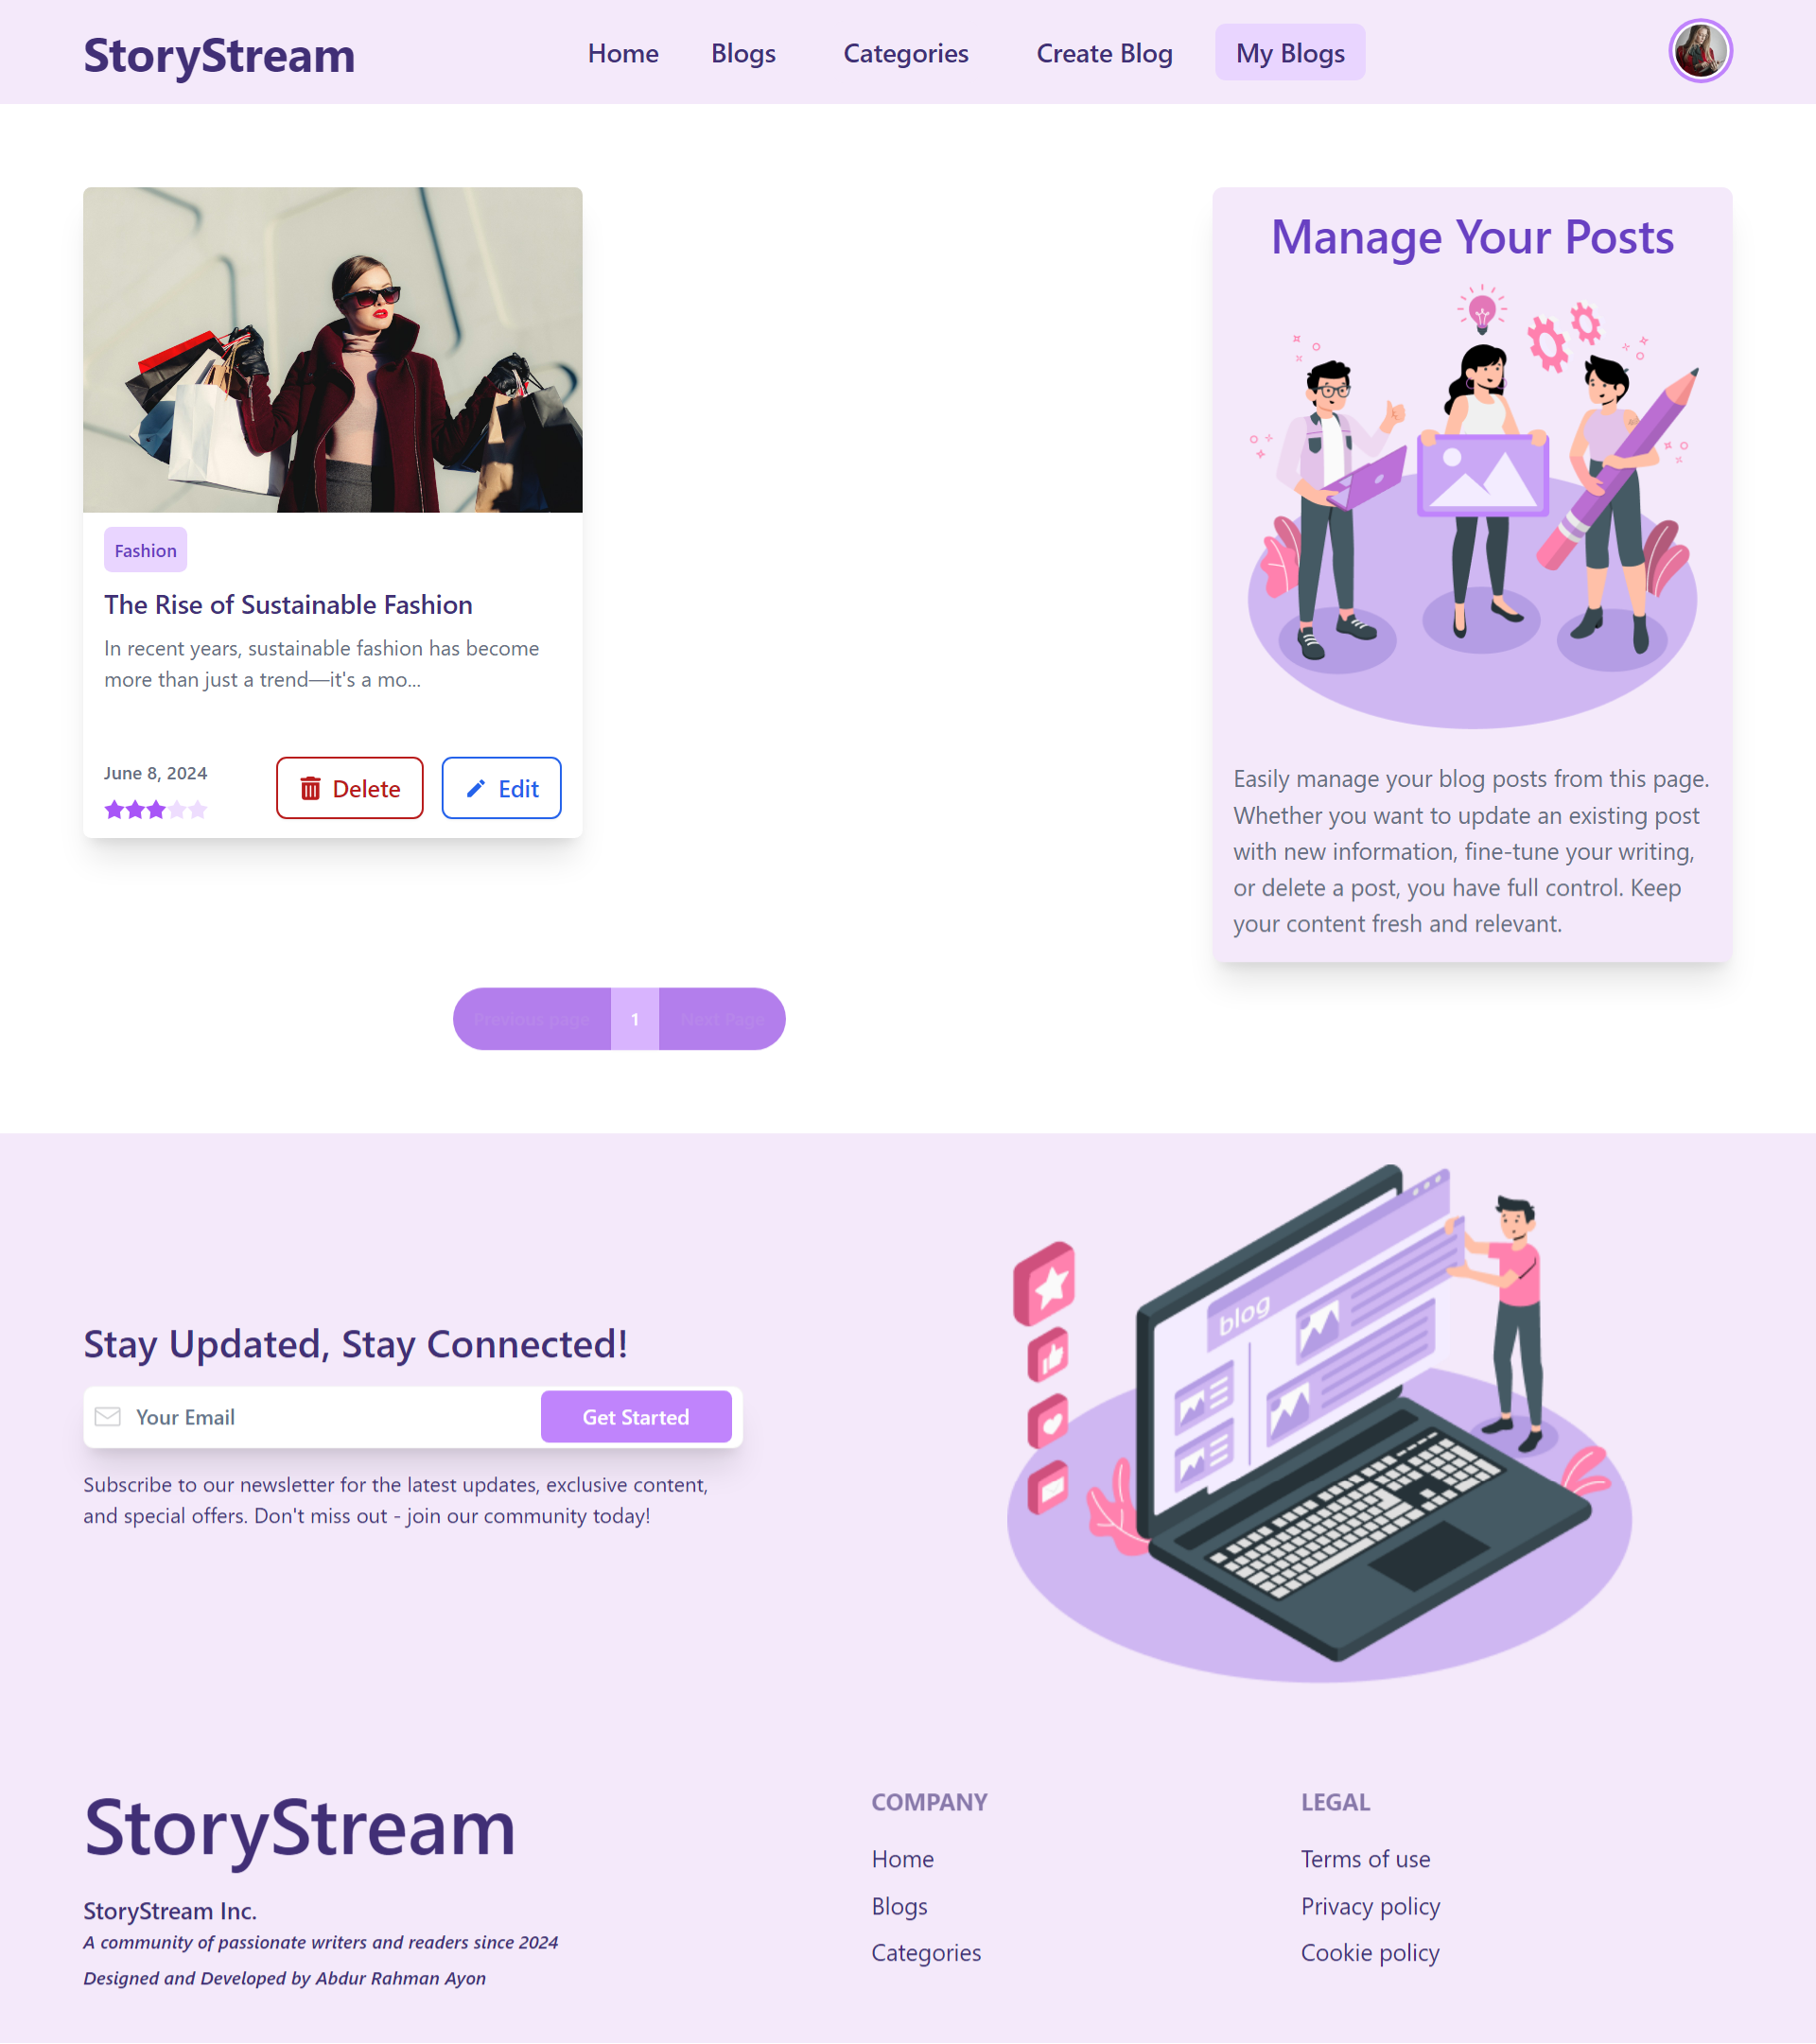 StoryStream
Home
Blogs
Categories
Create Blog
My Blogs
Fashion
The Rise of Sustainable Fashion
In recent years, sustainable fashion has become
more than just a trend—it's a mo...
June 8, 2024
Delete
Edit
Manage Your Posts
Easily manage your blog posts from this page.
Whether you want to update an existing post
with new information, fine-tune your writing,
or delete a post, you have full control. Keep
your content fresh and relevant.
Previous page
1
Next Page
Stay Updated, Stay Connected!
Your Email
Get Started
Subscribe to our newsletter for the latest updates, exclusive content,
and special offers. Don't miss out - join our community today!
blog
StoryStream
StoryStream Inc.
A community of passionate writers and readers since 2024
Designed and Developed by Abdur Rahman Ayon
COMPANY
Home
Blogs
Categories
LEGAL
Terms of use
Privacy policy
Cookie policy